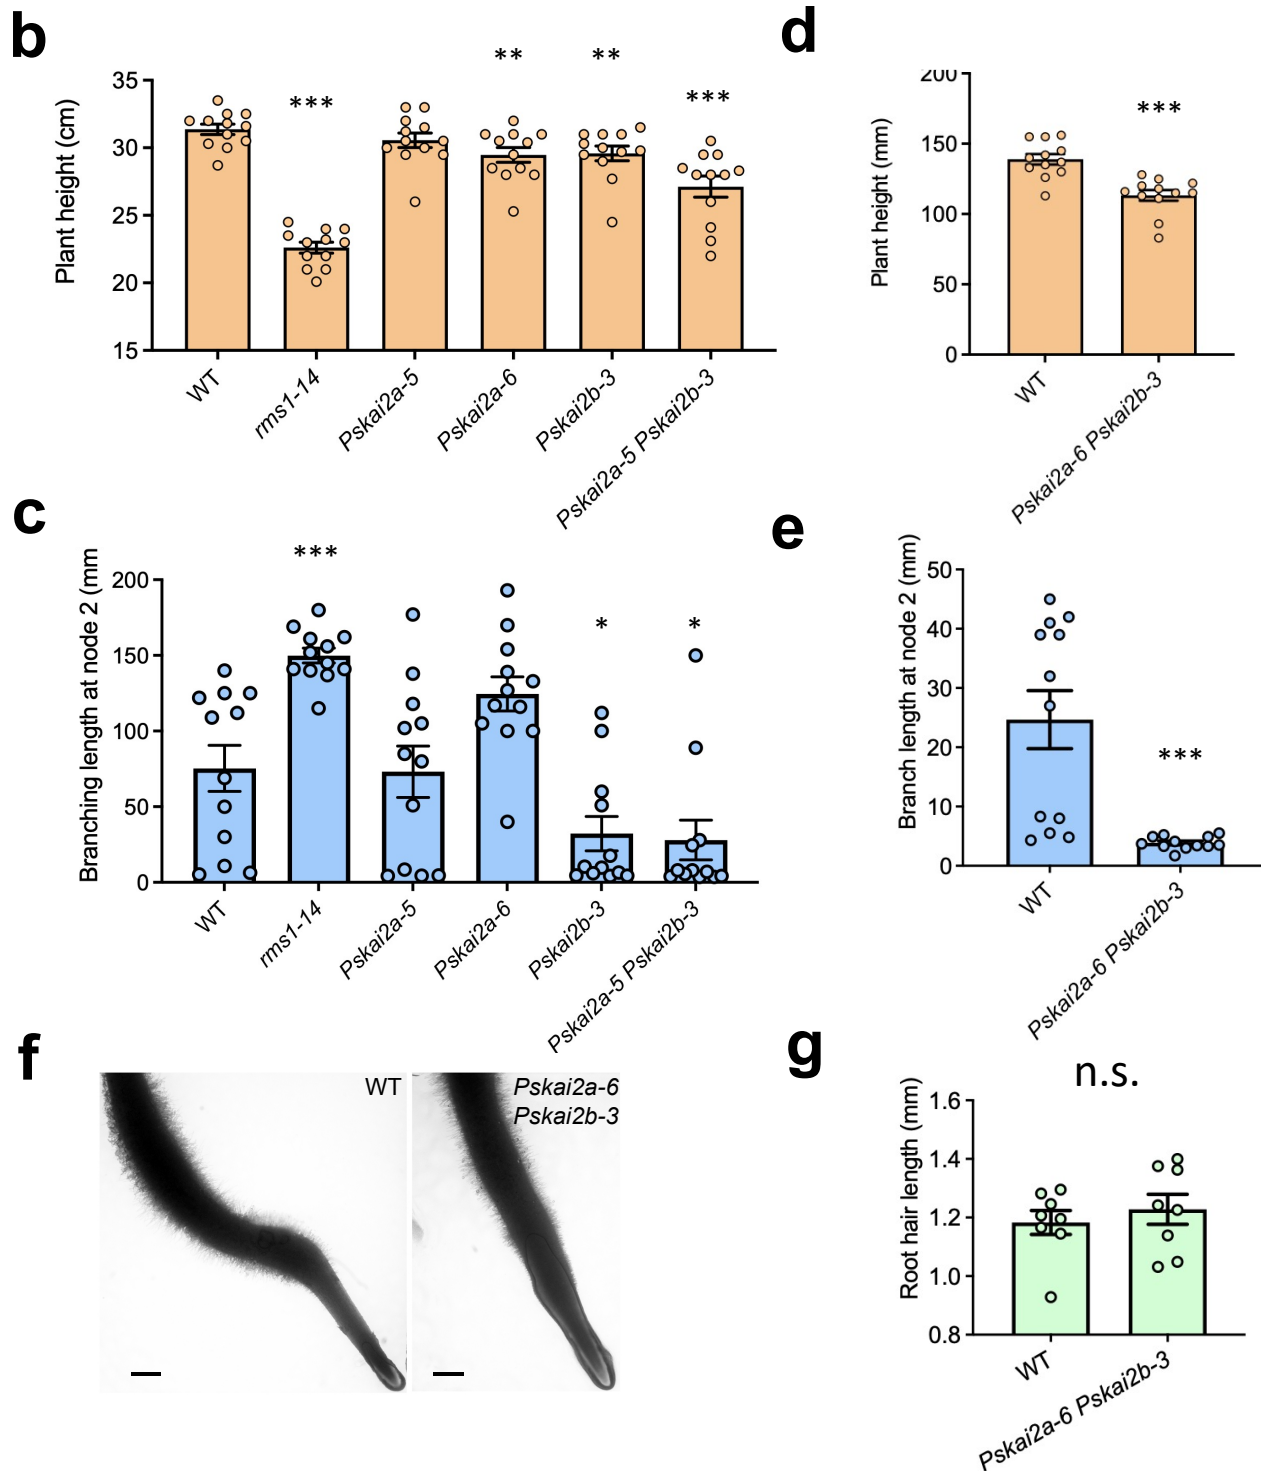 b
Plant height (cm)
35
30
25
20
15
***
**
**
***
WT
rms1-14
Pskai2a-5
Pskai2a-6
Pskai2b-3
Pskai2a-5 Pskai2b-3
d
Plant height (mm)
200
150
100
50
0
***
WT
Pskai2a-6 Pskai2b-3
c
Branching length at node 2 (mm
200
150
100
50
0
***
*
*
WT
rms1-14
Pskai2a-5
Pskai2a-6
Pskai2b-3
Pskai2a-5 Pskai2b-3
e
Branch length at node 2 (mm)
50
40
30
20
10
0
***
WT
Pskai2a-6 Pskai2b-3
f
WT
Pskai2a-6
Pskai2b-3
g
n.s.
Root hair length (mm)
1.6
1.4
1.2
1.0
0.8
WT
Pskai2a-6 Pskai2b-3